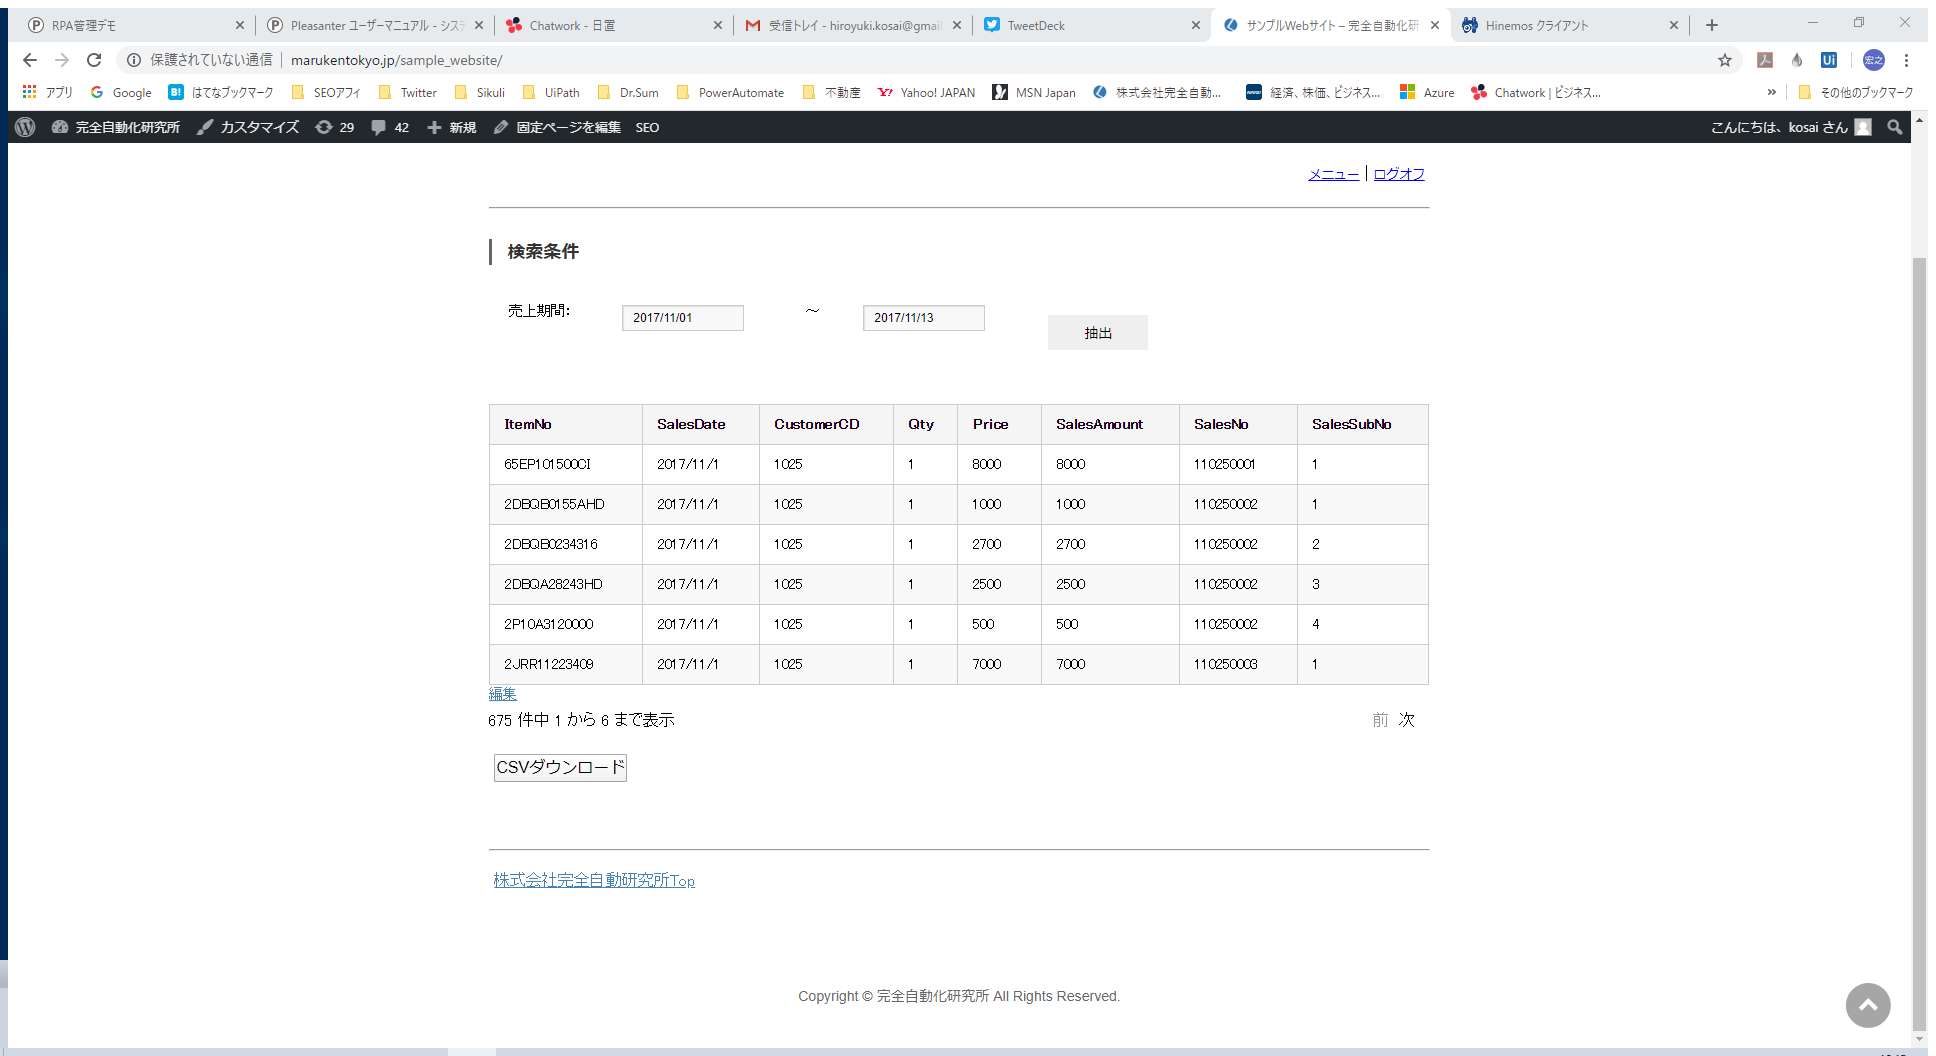 RPA管理デモ
Pleasanter ユーザーマニュアル - システ
Chatwork - 日置
受信トレイ - hiroyuki.kosai@gmail
TweetDeck
サンプルWebサイト – 完全自動化研
Hinemos クライアント
保護されていない通信 | marukentokyo.jp/sample_website/
Ui
宏之
アプリ Google はてなブックマーク SEOアフィ Twitter Sikuli UiPath Dr.Sum PowerAutomate 不動産 Yahoo! JAPAN MSN Japan 株式会社完全自動... 経済、株価、ビジネス... Azure Chatwork | ビジネス... » その他のブックマーク
完全自動化研究所 カスタマイズ 29 42 新規 固定ページを編集 SEO こんにちは、kosai さん
メニュー | ログオフ
検索条件
売上期間: 2017/11/01 ～ 2017/11/13 抽出
ItemNo SalesDate CustomerCD Qty Price SalesAmount SalesNo SalesSubNo
65EP101500CI 2017/11/1 1025 1 8000 8000 110250001 1
2DBQB0155AHD 2017/11/1 1025 1 1000 1000 110250002 1
2DBQB0234316 2017/11/1 1025 1 2700 2700 110250002 2
2DBQA28243HD 2017/11/1 1025 1 2500 2500 110250002 3
2P10A3120000 2017/11/1 1025 1 500 500 110250002 4
2JRR11223409 2017/11/1 1025 1 7000 7000 110250003 1
編集
675 件中 1 から 6 まで表示 前 次
CSVダウンロード
株式会社完全自動研究所Top
Copyright © 完全自動化研究所 All Rights Reserved.